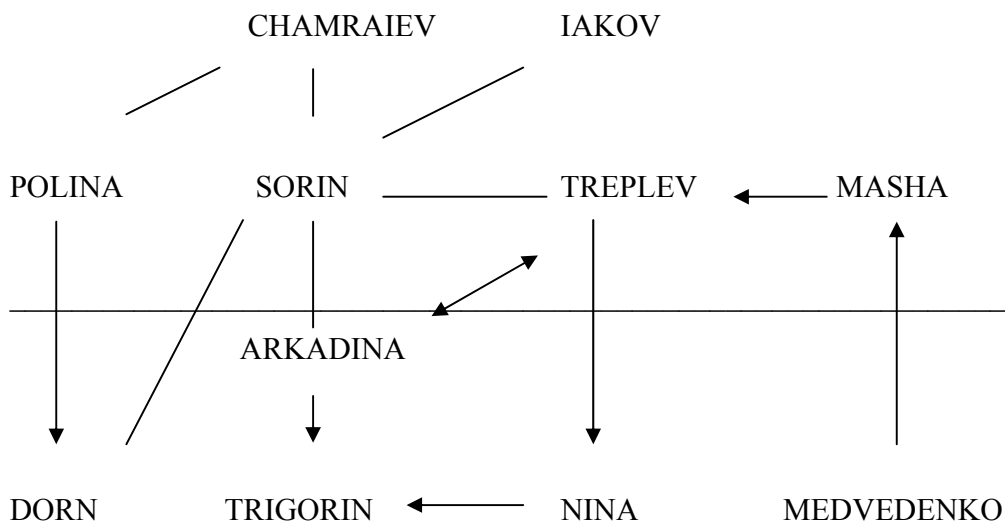 CHAMRAIEV IAKOV
POLINA SORIN TREPLEV MASHA
ARKADINA
DORN TRIGORIN NINA MEDVEDENKO